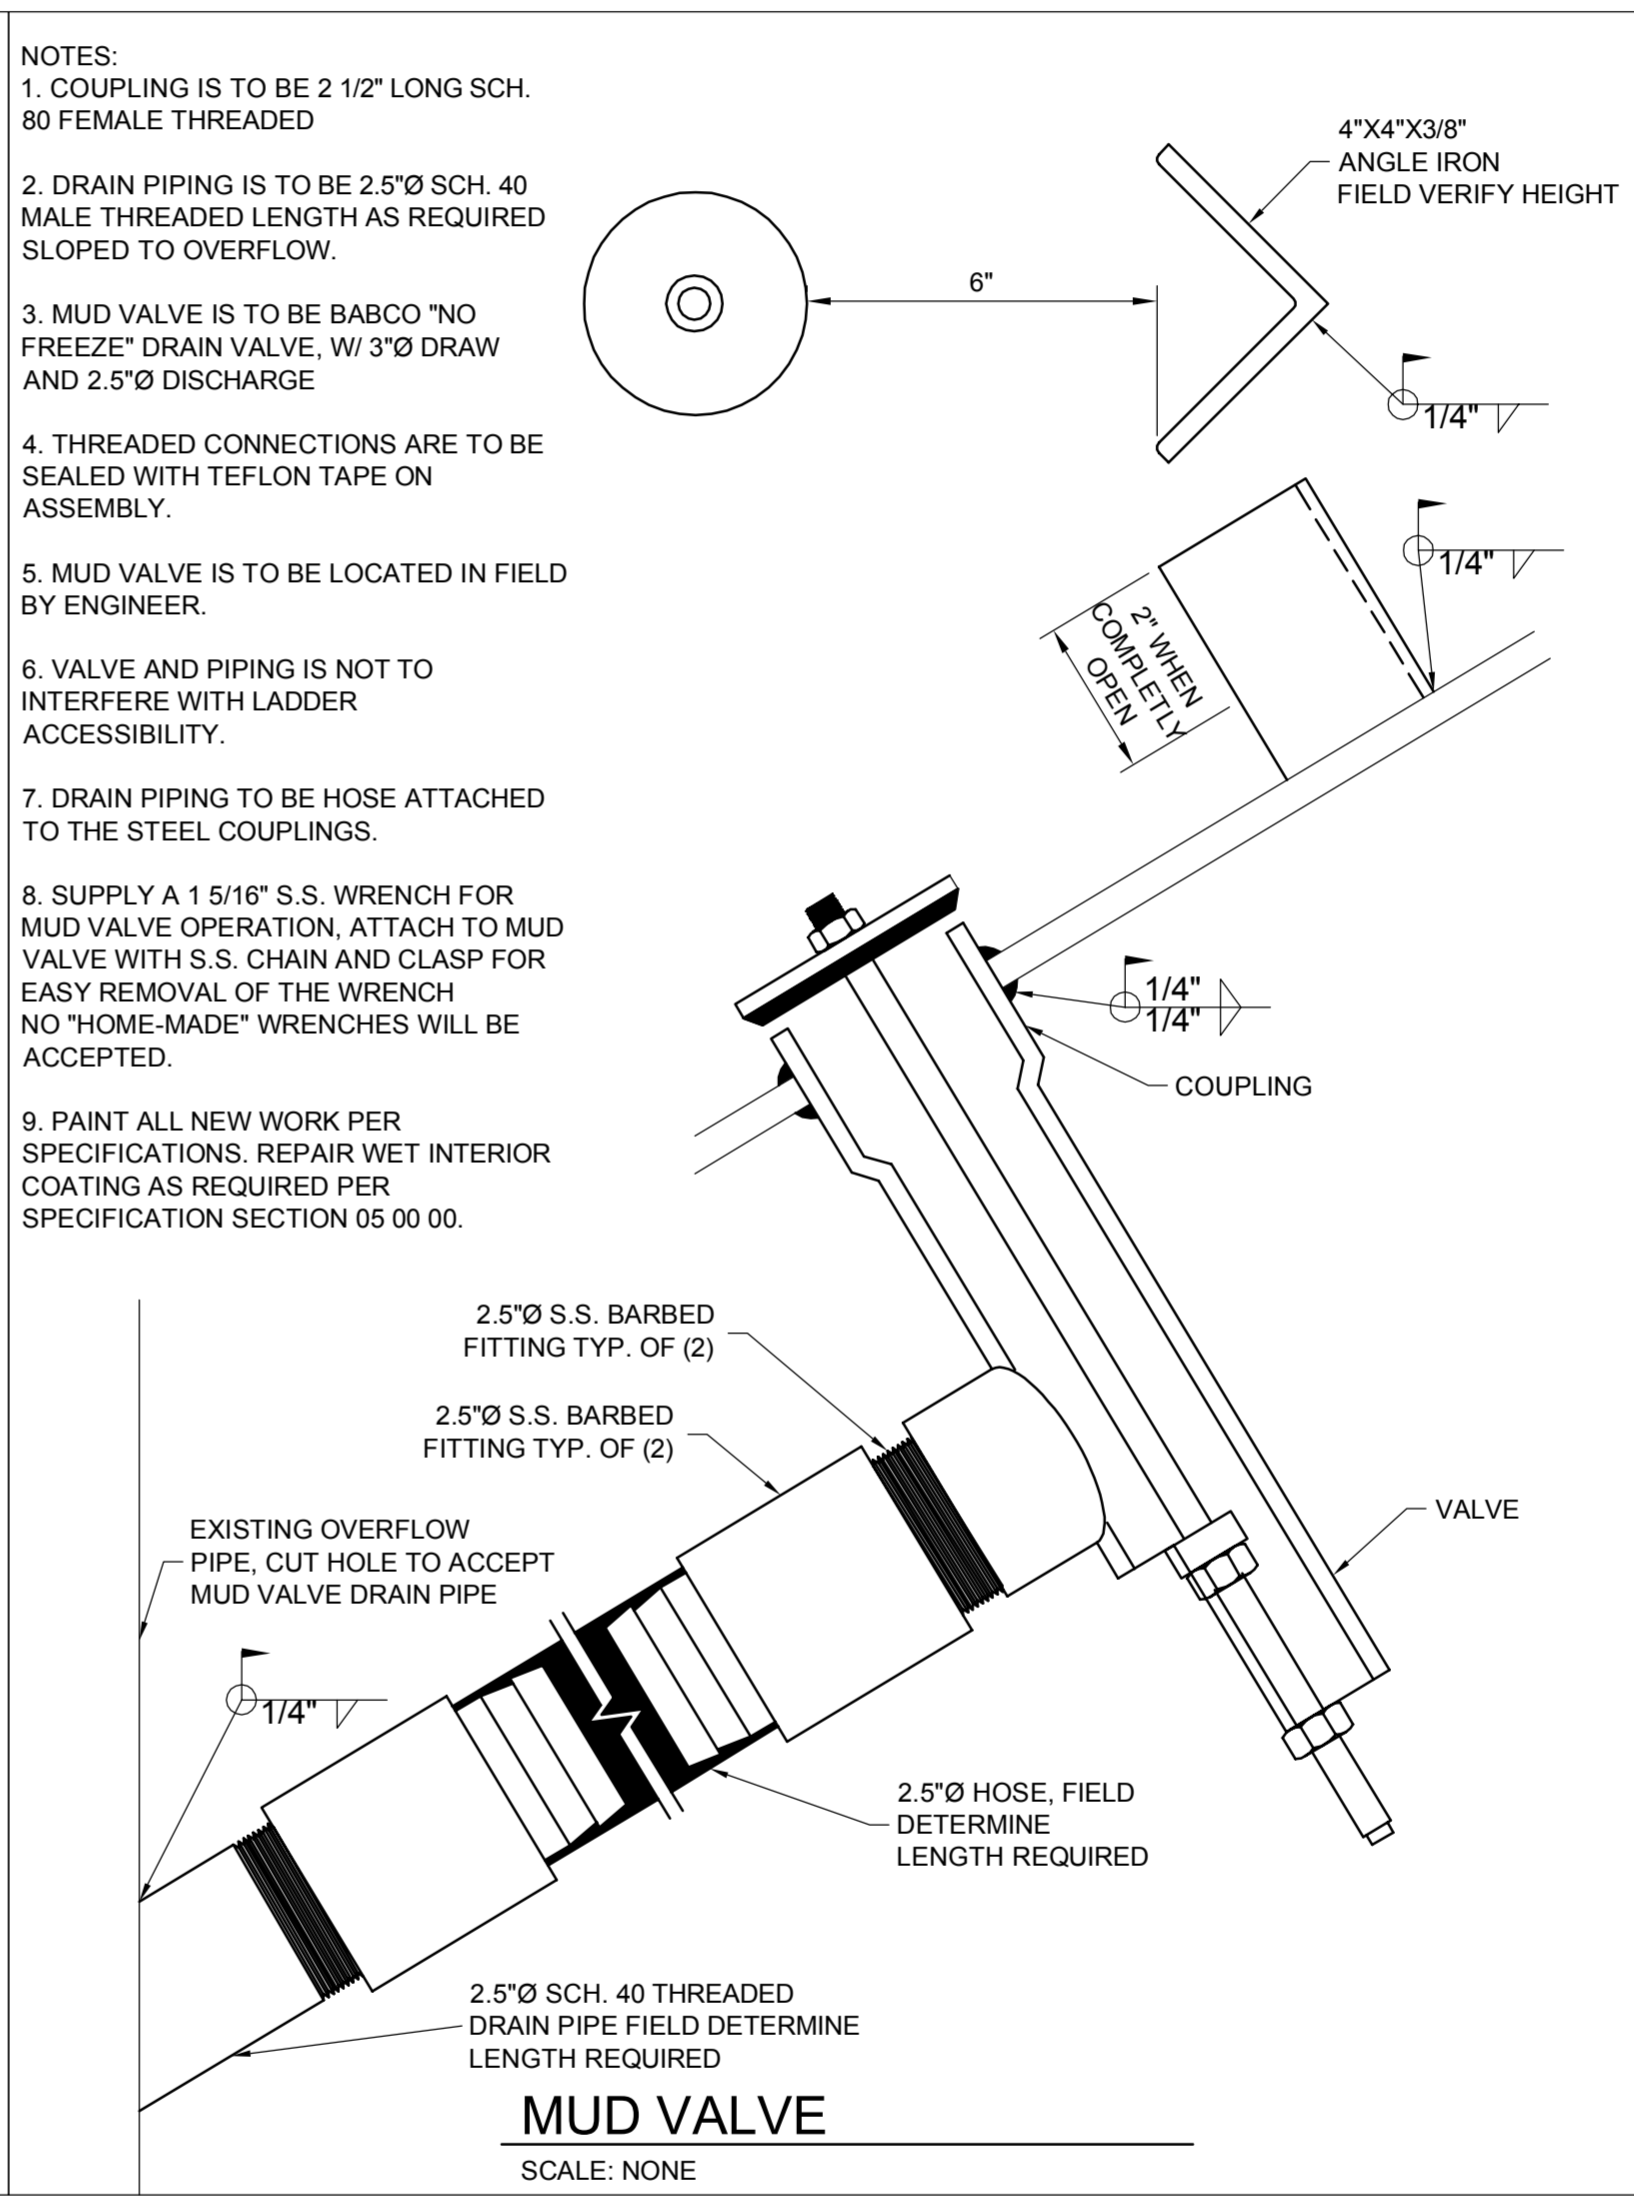 NOTES:
1. COUPLING IS TO BE 2 1/2" LONG SCH.
80 FEMALE THREADED
2. DRAIN PIPING IS TO BE 2.5"Ø SCH. 40
MALE THREADED LENGTH AS REQUIRED
SLOPED TO OVERFLOW.
3. MUD VALVE IS TO BE BABCO "NO
FREEZE" DRAIN VALVE, W/ 3"Ø DRAW
AND 2.5"Ø DISCHARGE
4. THREADED CONNECTIONS ARE TO BE
SEALED WITH TEFLON TAPE ON
ASSEMBLY.
5. MUD VALVE IS TO BE LOCATED IN FIELD
BY ENGINEER.
6. VALVE AND PIPING IS NOT TO
INTERFERE WITH LADDER
ACCESSIBILITY.
7. DRAIN PIPING TO BE HOSE ATTACHED
TO THE STEEL COUPLINGS.
8. SUPPLY A 1 5/16" S.S. WRENCH FOR
MUD VALVE OPERATION, ATTACH TO MUD
VALVE WITH S.S. CHAIN AND CLASP FOR
EASY REMOVAL OF THE WRENCH
NO "HOME-MADE" WRENCHES WILL BE
ACCEPTED.
9. PAINT ALL NEW WORK PER
SPECIFICATIONS. REPAIR WET INTERIOR
COATING AS REQUIRED PER
SPECIFICATION SECTION 05 00 00.
4"X4"X3/8"
ANGLE IRON
FIELD VERIFY HEIGHT
6"
1/4"
1/4"
2" WHEN
COMPLETLY
OPEN
1/4"
1/4"
COUPLING
2.5"Ø S.S. BARBED
FITTING TYP. OF (2)
2.5"Ø S.S. BARBED
FITTING TYP. OF (2)
VALVE
EXISTING OVERFLOW
PIPE, CUT HOLE TO ACCEPT
MUD VALVE DRAIN PIPE
1/4"
2.5"Ø HOSE, FIELD
DETERMINE
LENGTH REQUIRED
2.5"Ø SCH. 40 THREADED
DRAIN PIPE FIELD DETERMINE
LENGTH REQUIRED
MUD VALVE
SCALE: NONE